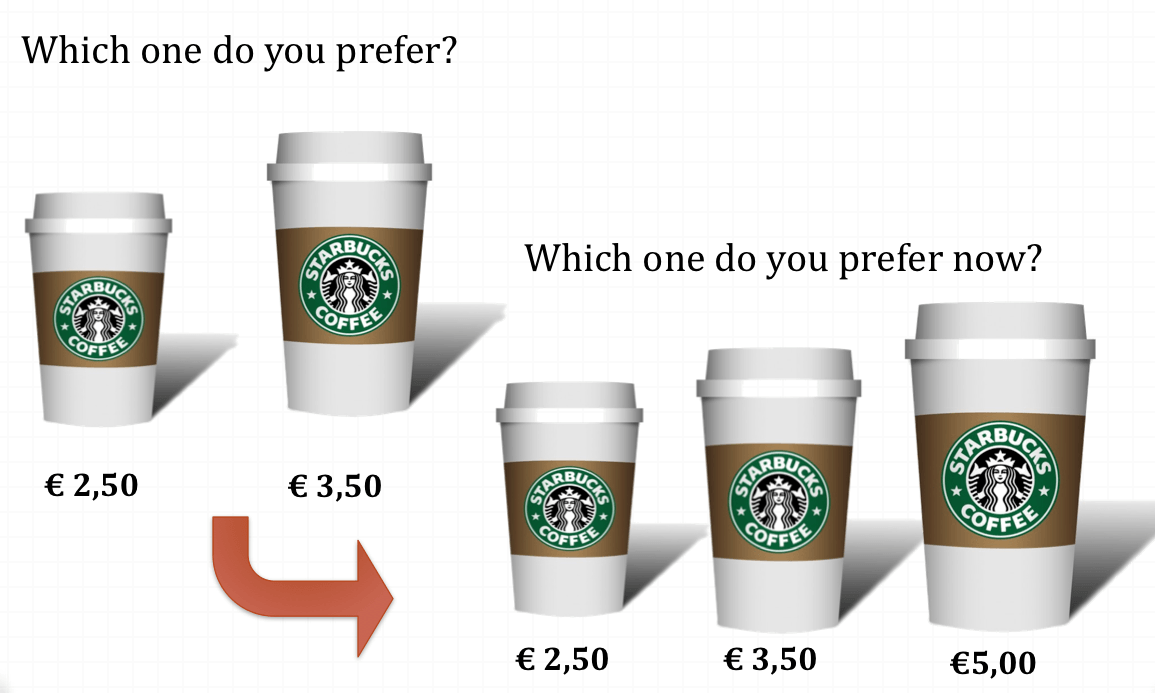 Which one do you prefer?
STARBUCKS
COFFEE
STARBUCKS
COFFEE
€ 2,50
€ 3,50
Which one do you prefer now?
STARBUCKS
COFFEE
STARBUCKS
COFFEE
STARBUCKS
COFFEE
€ 2,50
€ 3,50
€5,00